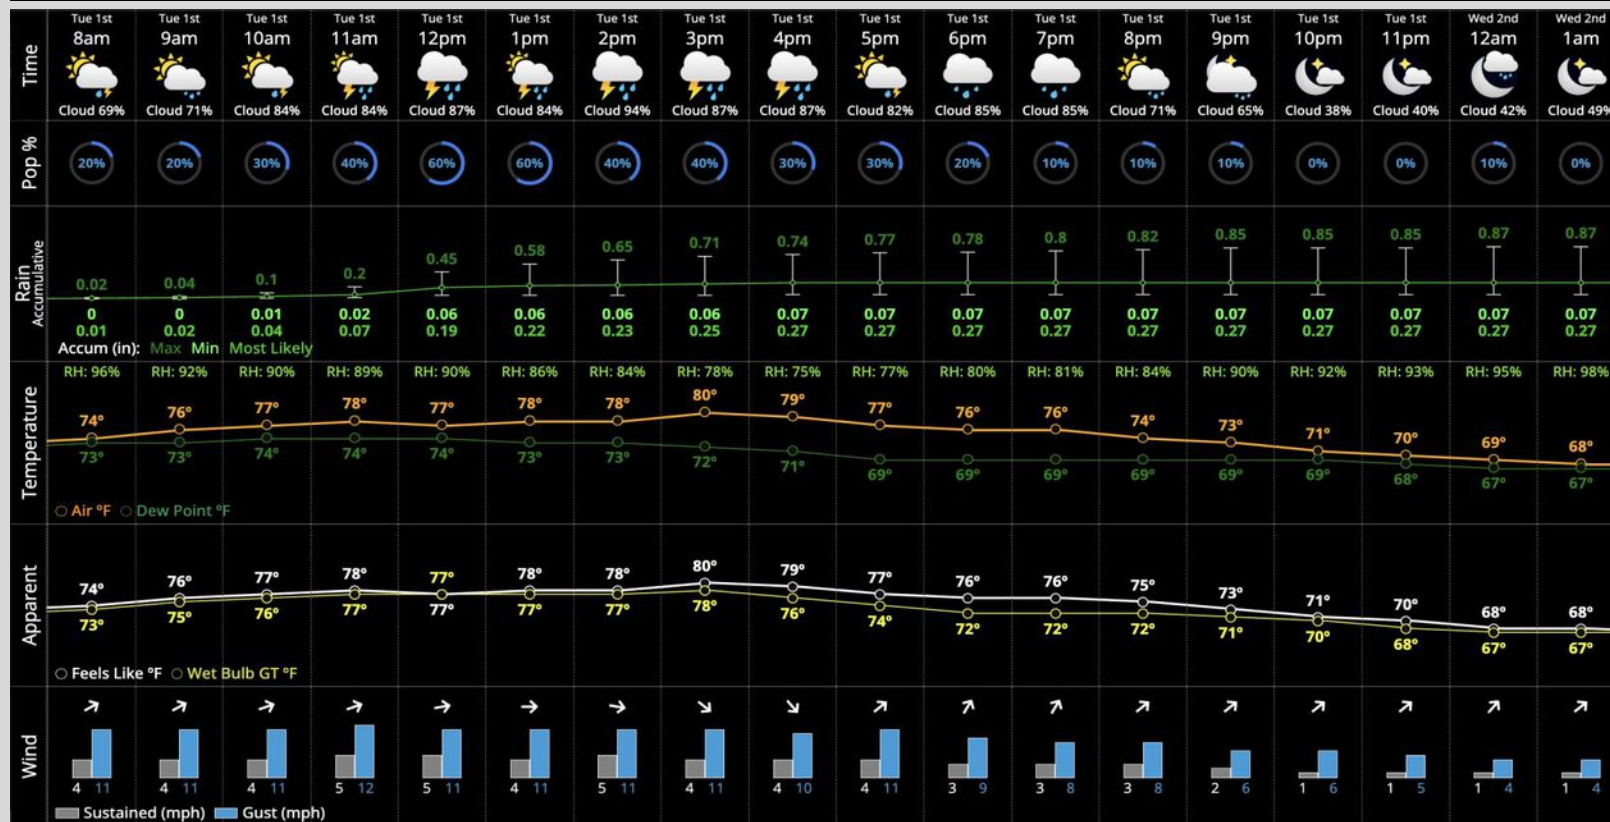 Tue 1st Tue 1st Tue 1st Tue 1st Tue 1st Tue 1st Tue 1st Tue 1st Tue 1st Tue 1st Tue 1st Tue 1st Tue 1st Tue 1st Tue 1st Tue 1st Wed 2nd Wed 2nd
Time 8am 9am 10am 11am 12pm 1pm 2pm 3pm 4pm 5pm 6pm 7pm 8pm 9pm 10pm 11pm 12am 1am
Cloud 69% Cloud 71% Cloud 84% Cloud 84% Cloud 87% Cloud 84% Cloud 94% Cloud 87% Cloud 87% Cloud 82% Cloud 85% Cloud 85% Cloud 71% Cloud 65% Cloud 38% Cloud 40% Cloud 42% Cloud 49%
Pop % 20% 20% 30% 40% 60% 60% 40% 40% 30% 30% 20% 10% 10% 10% 0% 0% 10% 0%
Rain
Accumulative
0.02 0.04 0.1 0.2 0.45 0.58 0.65 0.71 0.74 0.77 0.78 0.8 0.82 0.85 0.85 0.85 0.87 0.87
0 0 0.01 0.02 0.06 0.06 0.06 0.06 0.07 0.07 0.07 0.07 0.07 0.07 0.07 0.07 0.07 0.07
0.01 0.02 0.04 0.07 0.19 0.22 0.23 0.25 0.27 0.27 0.27 0.27 0.27 0.27 0.27 0.27 0.27 0.27
Accum (in): Max Min Most Likely
RH: 96% RH: 92% RH: 90% RH: 89% RH: 90% RH: 86% RH: 84% RH: 78% RH: 75% RH: 77% RH: 80% RH: 81% RH: 84% RH: 90% RH: 92% RH: 93% RH: 95% RH: 98%
Temperature
74° 76° 77° 78° 77° 78° 78° 80° 79° 77° 76° 76° 74° 73° 71° 70° 69° 68°
73° 73° 74° 74° 74° 73° 73° 72° 71° 69° 69° 69° 69° 69° 69° 68° 67° 67°
Air °F Dew Point °F
Apparent
74° 76° 77° 78° 77° 78° 78° 80° 79° 77° 76° 76° 75° 73° 71° 70° 68° 68°
73° 75° 76° 77° 77° 77° 77° 78° 76° 74° 72° 72° 72° 71° 70° 68° 67° 67°
Feels Like °F Wet Bulb GT °F
Wind
4 11 4 11 4 11 5 12 5 11 4 11 5 11 4 11 4 10 4 11 3 9 3 8 3 8 2 6 1 6 1 5 1 4 1 4
Sustained (mph) Gust (mph)